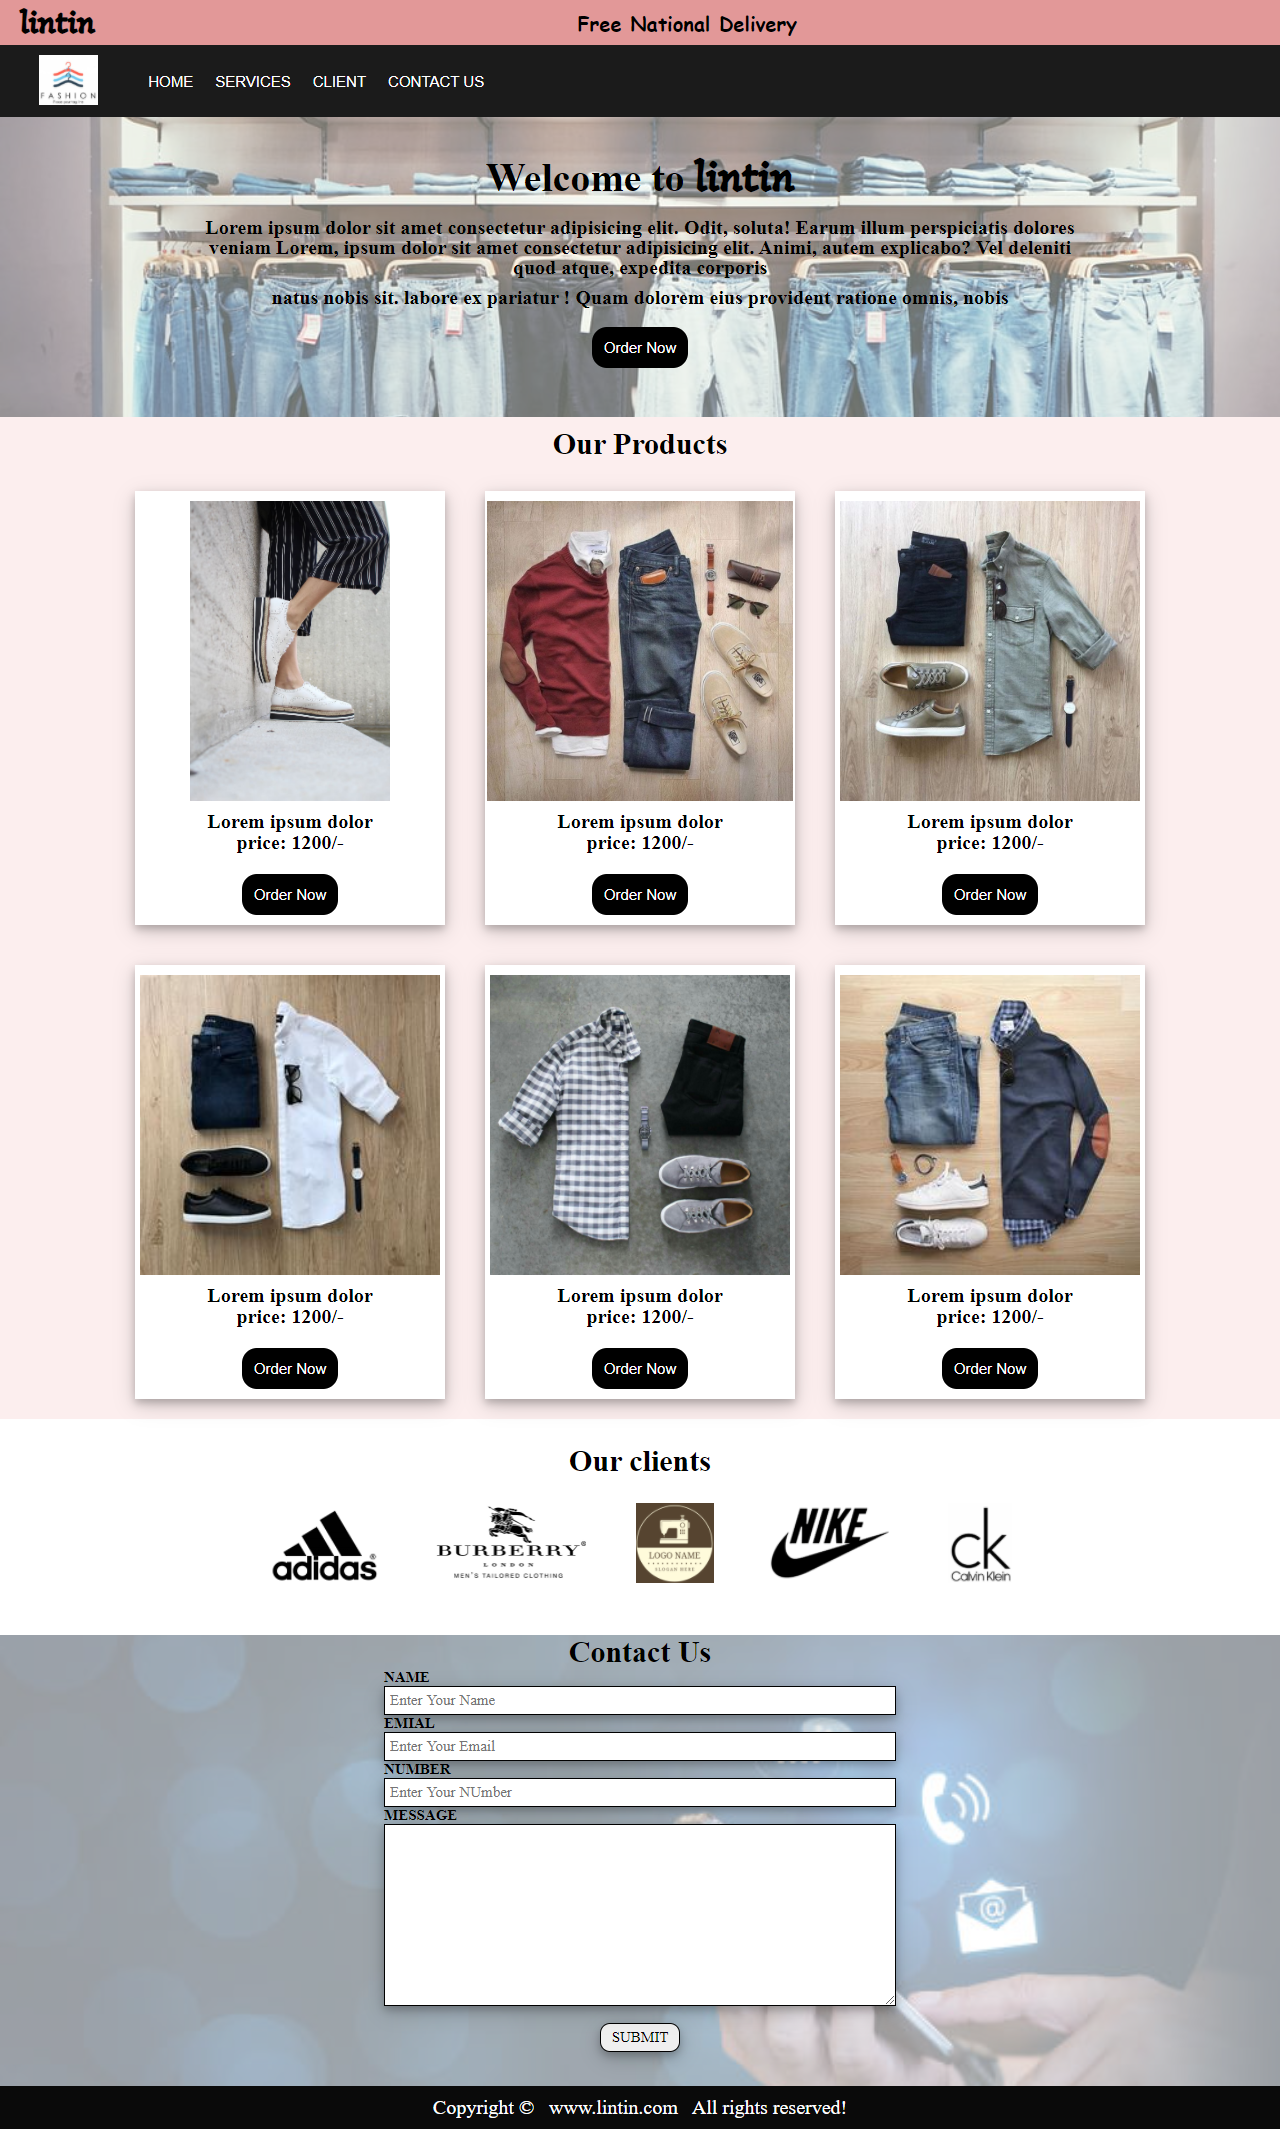 lintin
Free National Delivery
FASHION
HOME SERVICES CLIENT CONTACT US
Welcome to lintin
Lorem ipsum dolor sit amet consectetur adipisicing elit. Odit, soluta! Earum illum perspiciatis dolores
veniam Lorem, ipsum dolor sit amet consectetur adipisicing elit. Animi, autem explicabo? Vel deleniti
quod atque, expedita corporis
natus nobis sit. labore ex pariatur ! Quam dolorem eius provident ratione omnis, nobis
Order Now
Our Products
Lorem ipsum dolor
price: 1200/-
Order Now
Lorem ipsum dolor
price: 1200/-
Order Now
Lorem ipsum dolor
price: 1200/-
Order Now
Lorem ipsum dolor
price: 1200/-
Order Now
Lorem ipsum dolor
price: 1200/-
Order Now
Lorem ipsum dolor
price: 1200/-
Order Now
Our clients
adidas®
BURBERRY®
LONDON
MEN'S TAILORED CLOTHING
LOGO NAME
SLOGAN HERE
NIKE
ck
Calvin Klein
Contact Us
NAME
Enter Your Name
EMIAL
Enter Your Email
NUMBER
Enter Your NUmber
MESSAGE
@
SUBMIT
Copyright © www.lintin.com All rights reserved!